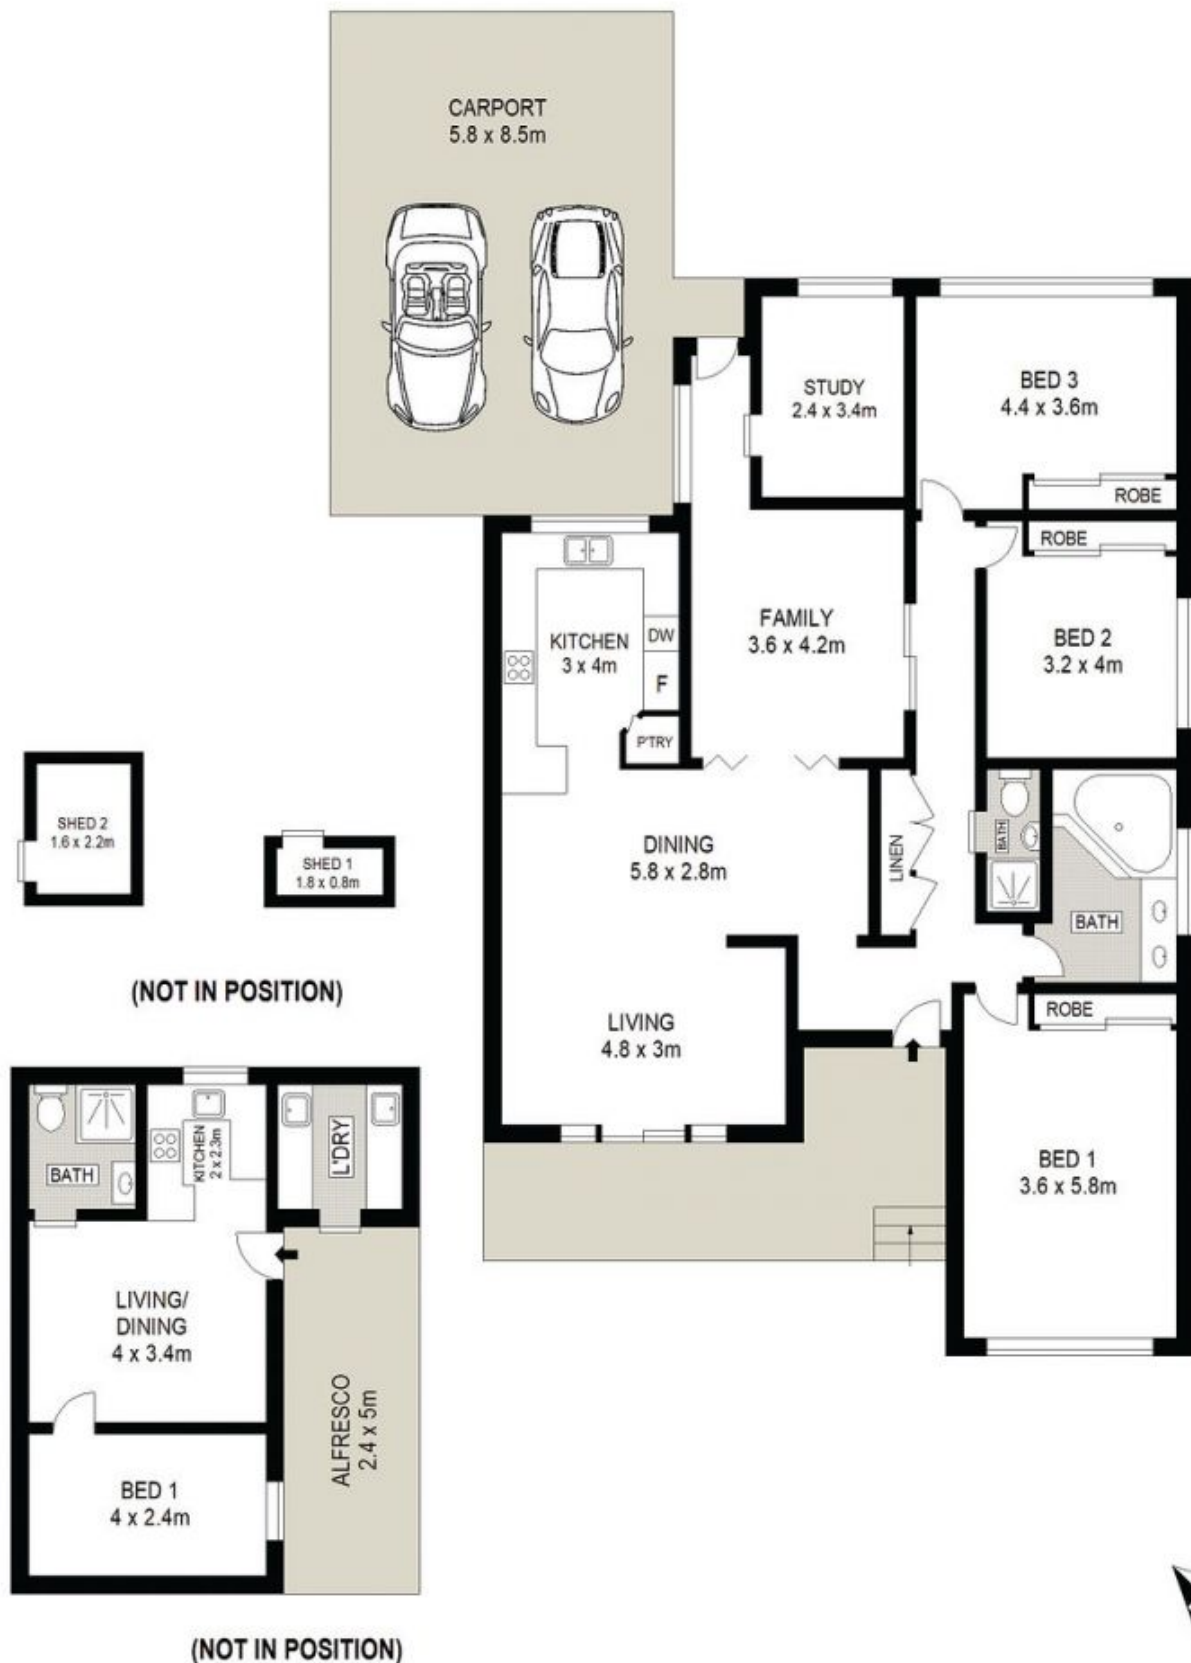 CARPORT
5.8 x 8.5m
STUDY
2.4 x 3.4m
BED 3
4.4 x 3.6m
ROBE
ROBE
KITCHEN
3 x 4m
DW
F
P'TRY
FAMILY
3.6 x 4.2m
BED 2
3.2 x 4m
SHED 2
1.6 x 2.2m
SHED 1
1.8 x 0.8m
DINING
5.8 x 2.8m
LINEN
BATH
BATH
(NOT IN POSITION)
LIVING
4.8 x 3m
ROBE
BED 1
3.6 x 5.8m
BATH
KITCHEN
2 x 2.3m
L'DRY
LIVING/
DINING
4 x 3.4m
ALFRESCO
2.4 x 5m
BED 1
4 x 2.4m
(NOT IN POSITION)